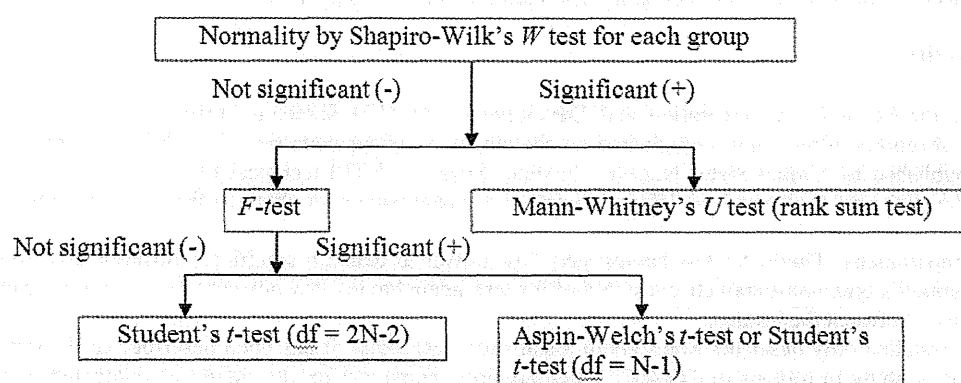 Normality by Shapiro-Wilk's W test for each group
Not significant (-) Significant (+)
F-test Mann-Whitney's U test (rank sum test)
Not significant (-) Significant (+)
Student's t-test (df = 2N-2) Aspin-Welch's t-test or Student's
t-test (df = N-1)